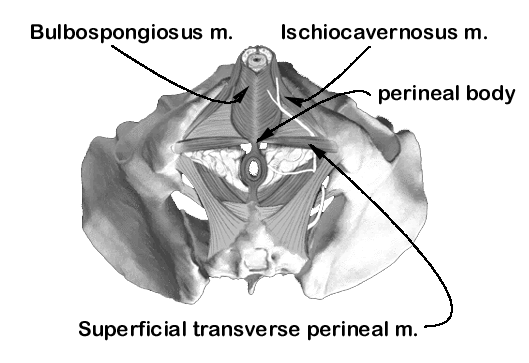 Bulbospongiosus m.
Ischiocavernosus m.
perineal body
Superficial transverse perineal m.